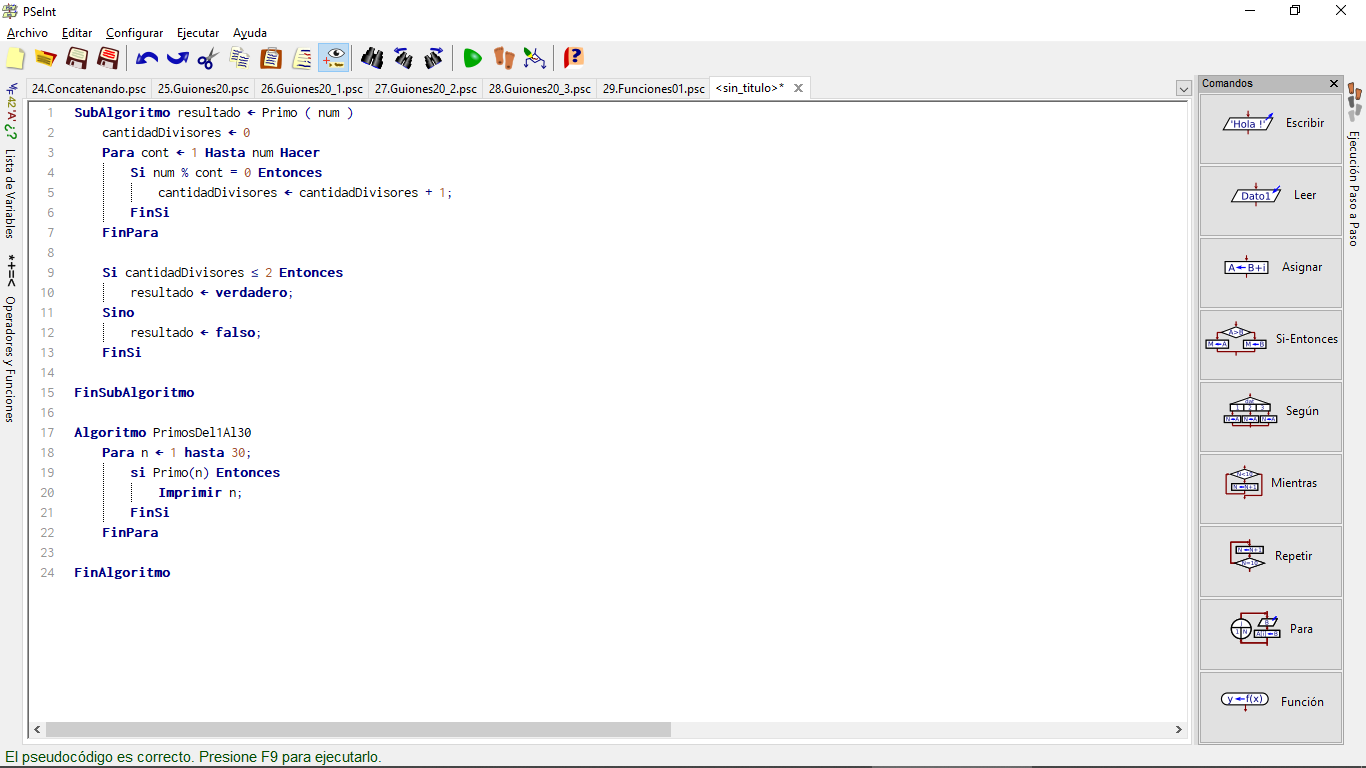 PSeInt
Archivo Editar Configurar Ejecutar Ayuda
24.Concatenando.psc 25.Guiones20.psc 26.Guiones20_1.psc 27.Guiones20_2.psc 28.Guiones20_3.psc 29.Funciones01.psc <sin_titulo>*
1 SubAlgoritmo resultado ← Primo ( num )
2 cantidadDivisores ← 0
3 Para cont ← 1 Hasta num Hacer
4 Si num % cont = 0 Entonces
5 cantidadDivisores ← cantidadDivisores + 1;
6 FinSi
7 FinPara
8
9 Si cantidadDivisores ≤ 2 Entonces
10 resultado ← verdadero;
11 Sino
12 resultado ← falso;
13 FinSi
14
15 FinSubAlgoritmo
16
17 Algoritmo PrimosDel1Al30
18 Para n ← 1 hasta 30;
19 si Primo(n) Entonces
20 Imprimir n;
21 FinSi
22 FinPara
23
24 FinAlgoritmo
El pseudocódigo es correcto. Presione F9 para ejecutarlo.
Lista de Variables
*+=< Operadores y Funciones
Comandos
'Hola !' Escribir
Dato1 Leer
A←B+i Asignar
A>B M←A M←B Si-Entonces
Según
Mientras
Repetir
Para
y←f(x) Función
Ejecución Paso a Paso